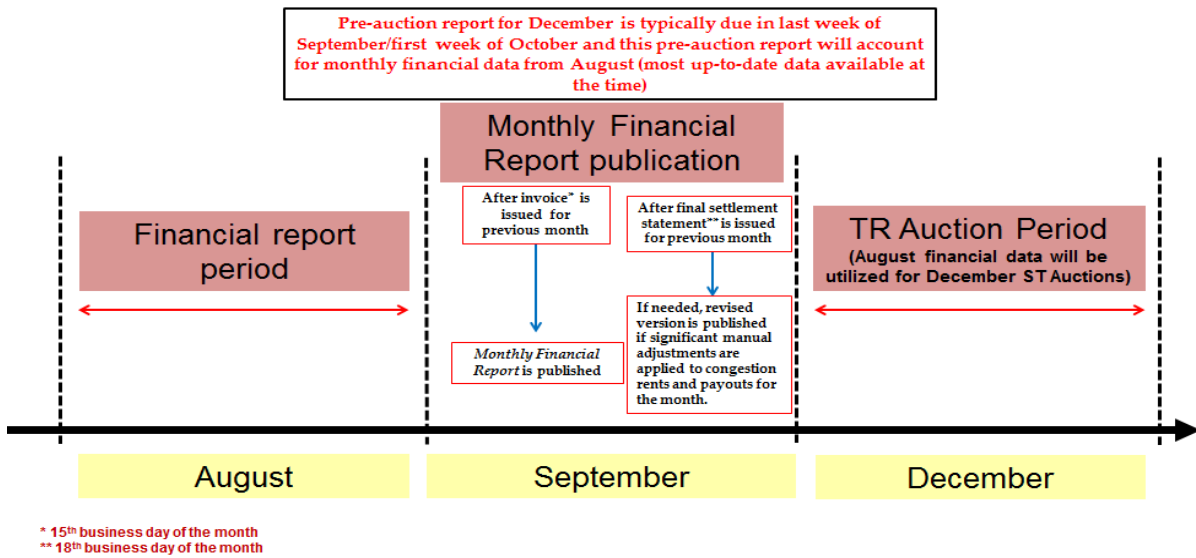 Pre-auction report for December is typically due in last week of
September/first week of October and this pre-auction report will account
for monthly financial data from August (most up-to-date data available at
the time)
Monthly Financial
Report publication
After invoice* is
issued for
previous month
After final settlement
statement** is issued
for previous month
Financial report
period
TR Auction Period
(August financial data will be
utilized for December ST Auctions)
Monthly Financial
Report is published
If needed, revised
version is published
if significant manual
adjustments are
applied to congestion
rents and payouts for
the month.
August
September
December
* 15th business day of the month
** 18th business day of the month